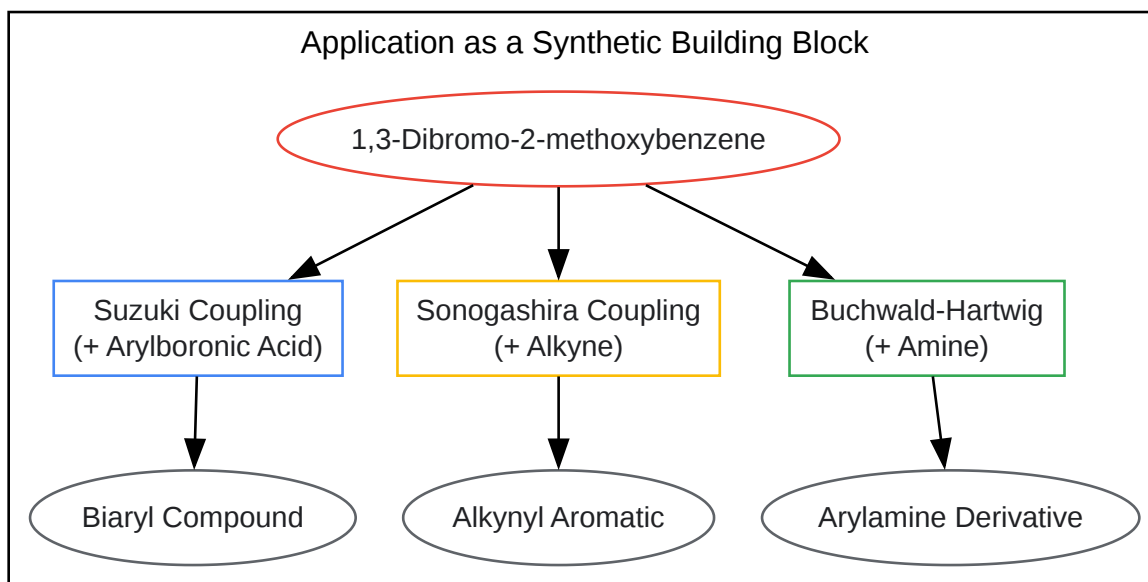 Application as a Synthetic Building Block
1,3-Dibromo-2-methoxybenzene
Suzuki Coupling
(+ Arylboronic Acid)
Sonogashira Coupling
(+ Alkyne)
Buchwald-Hartwig
(+ Amine)
Biaryl Compound
Alkynyl Aromatic
Arylamine Derivative